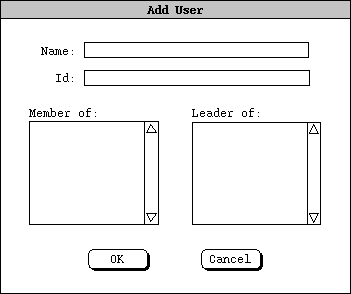 Add User
Name:
Id:
Member of:
Leader of:
OK
Cancel